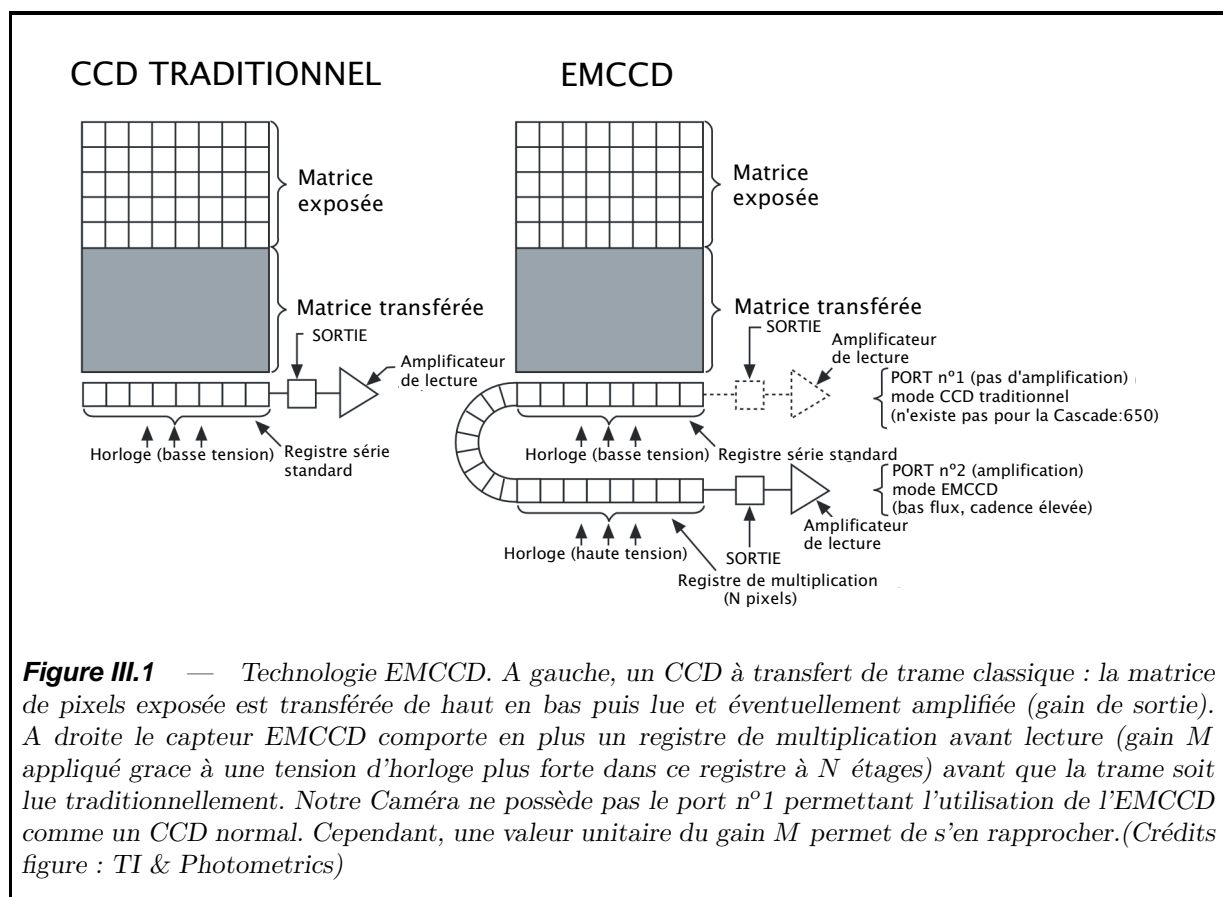 CCD TRADITIONNEL
Matrice
exposée
Matrice transférée
SORTIE
Amplificateur
de lecture
Horloge (basse tension)
Registre série
standard
EMCCD
Matrice
exposée
Matrice transférée
SORTIE
Amplificateur
de lecture
PORT nº1 (pas d'amplification)
mode CCD traditionnel
(n'existe pas pour la Cascade:650)
Horloge (basse tension)
Registre série standard
PORT nº2 (amplification)
mode EMCCD
(bas flux, cadence élevée)
Amplificateur
de lecture
Horloge (haute tension)
SORTIE
Registre de multiplication
(N pixels)
Figure III.1 — Technologie EMCCD. A gauche, un CCD à transfert de trame classique : la matrice
de pixels exposée est transférée de haut en bas puis lue et éventuellement amplifiée (gain de sortie).
A droite le capteur EMCCD comporte en plus un registre de multiplication avant lecture (gain M
appliqué grace à une tension d'horloge plus forte dans ce registre à N étages) avant que la trame soit
lue traditionnellement. Notre Caméra ne possède pas le port nº1 permettant l'utilisation de l'EMCCD
comme un CCD normal. Cependant, une valeur unitaire du gain M permet de s'en rapprocher.(Crédits
figure : TI & Photometrics)